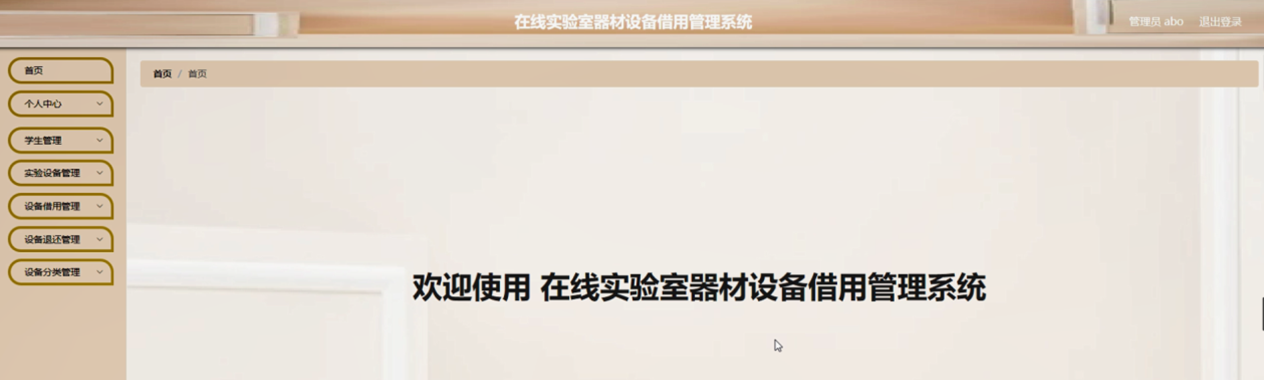 在线实验室器材设备借用管理系统
管理员 abo 退出登录
首页
个人中心
学生管理
实验设备管理
设备借用管理
设备退还管理
设备分类管理
首页 / 首页
欢迎使用 在线实验室器材设备借用管理系统